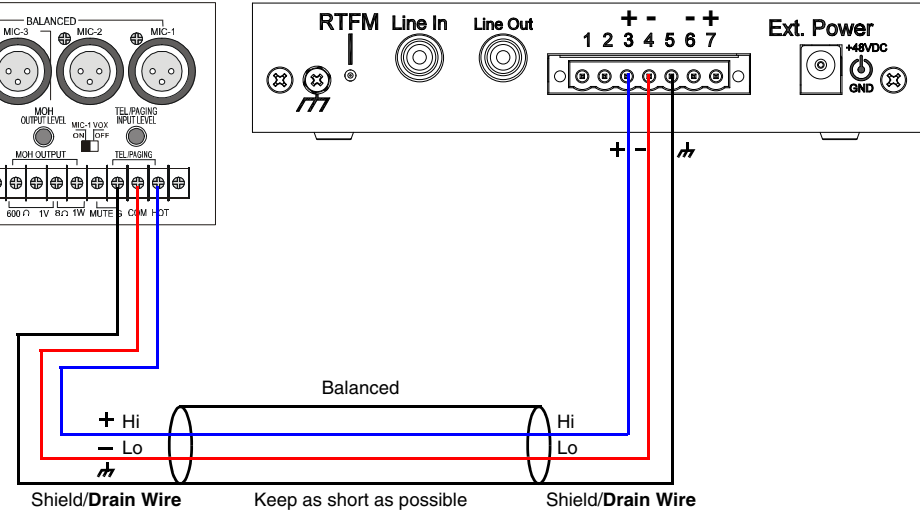 BALANCED
MIC-3 MIC-2 MIC-1
MOH
OUTPUT LEVEL
MIC-1 VOX
ON OFF
TEL/PAGING
INPUT LEVEL
MOH OUTPUT TEL/PAGING
600 Ω 1V 8Ω 1W MUTE G COM HOT
RTFM Line In Line Out
+ - - +
1 2 3 4 5 6 7
Ext. Power
+48VDC
GND
+ -
Balanced
+ Hi Hi
− Lo Lo
Shield/Drain Wire Keep as short as possible Shield/Drain Wire